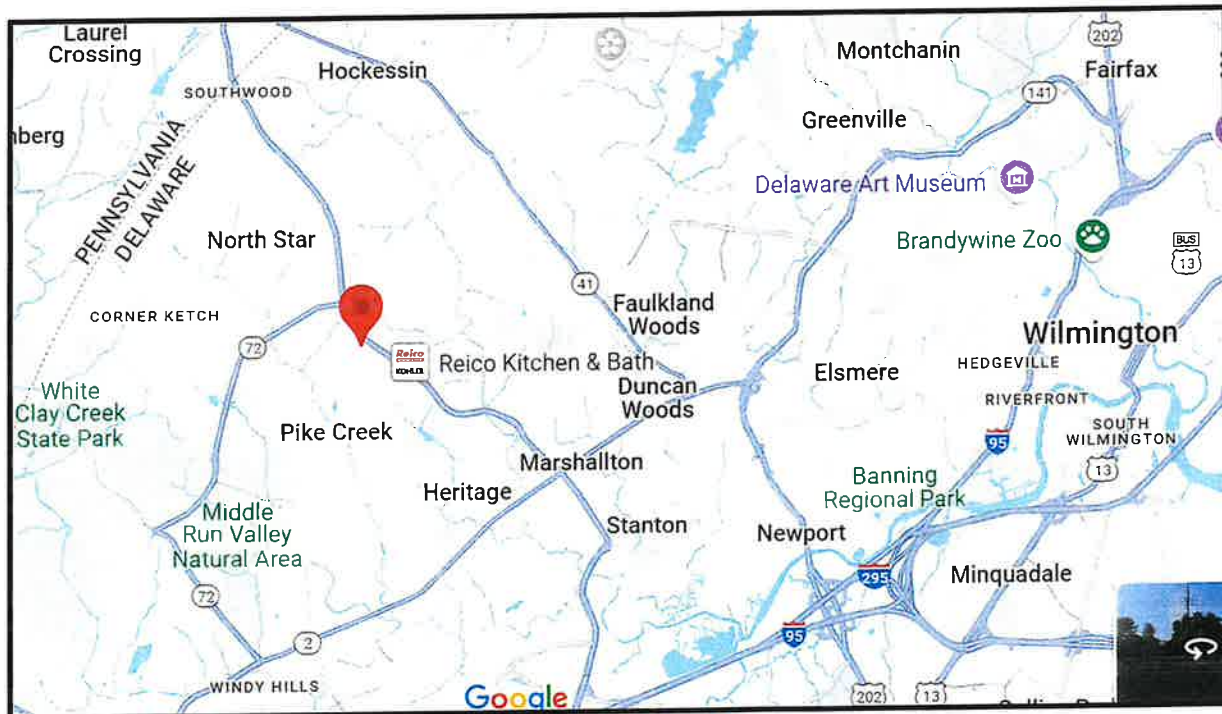 Laurel
Crossing
Hockessin
SOUTHWOOD
nberg
PENNSYLVANIA
DELAWARE
Montchanin
202
Fairfax
141
Greenville
Delaware Art Museum
Brandywine Zoo
BUS
13
North Star
41
CORNER KETCH
72
Faulkland
Woods
Reico
KOHLER
Reico Kitchen & Bath
Wilmington
HEDGEVILLE
Elsmere
Duncan
Woods
RIVERFRONT
White
Clay Creek
State Park
Pike Creek
SOUTH
WILMINGTON
95
13
Marshallton
Heritage
Banning
Regional Park
Middle
Run Valley
Natural Area
Stanton
Newport
295
Minquadale
72
2
95
WINDY HILLS
Google
202
13